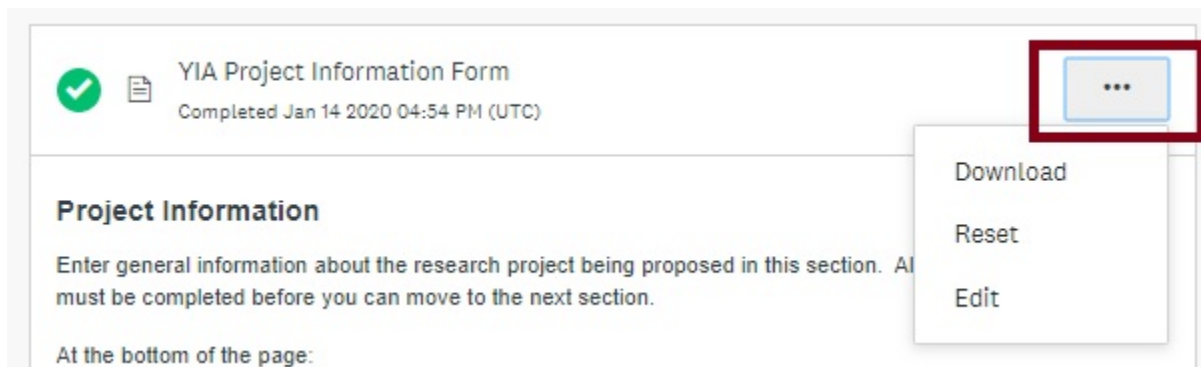 YIA Project Information Form
Completed Jan 14 2020 04:54 PM (UTC)
...
Download
Reset
Edit
Project Information
Enter general information about the research project being proposed in this section. Al
must be completed before you can move to the next section.
At the bottom of the page: